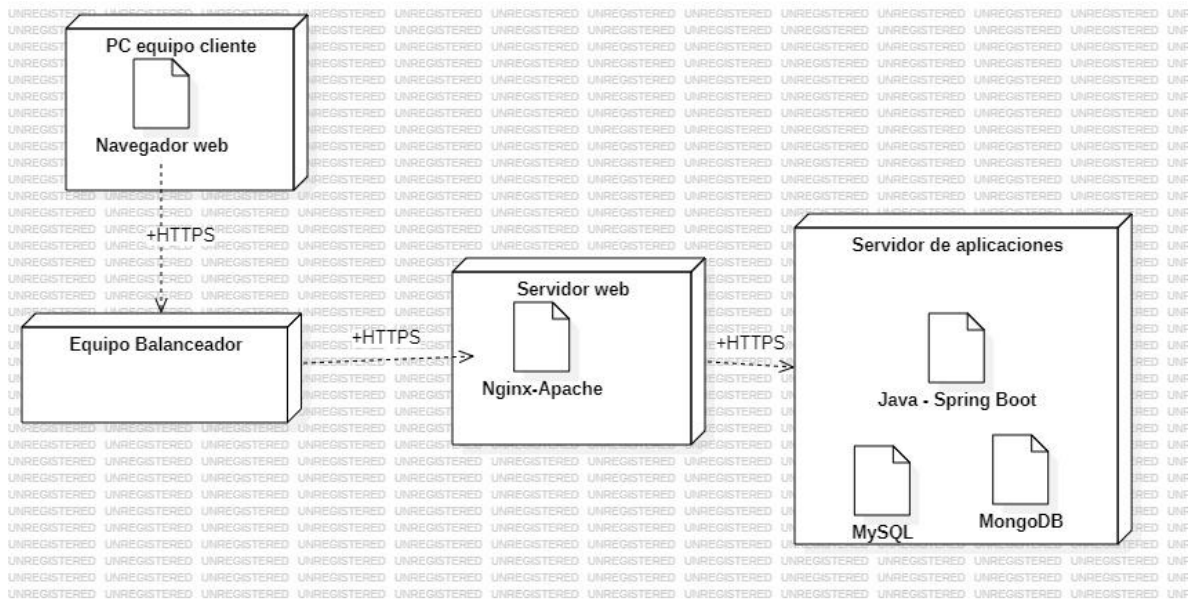 PC equipo cliente
Navegador web
+HTTPS
Equipo Balanceador
+HTTPS
Servidor web
Nginx-Apache
+HTTPS
Servidor de aplicaciones
Java - Spring Boot
MySQL
MongoDB
UNREGISTERED